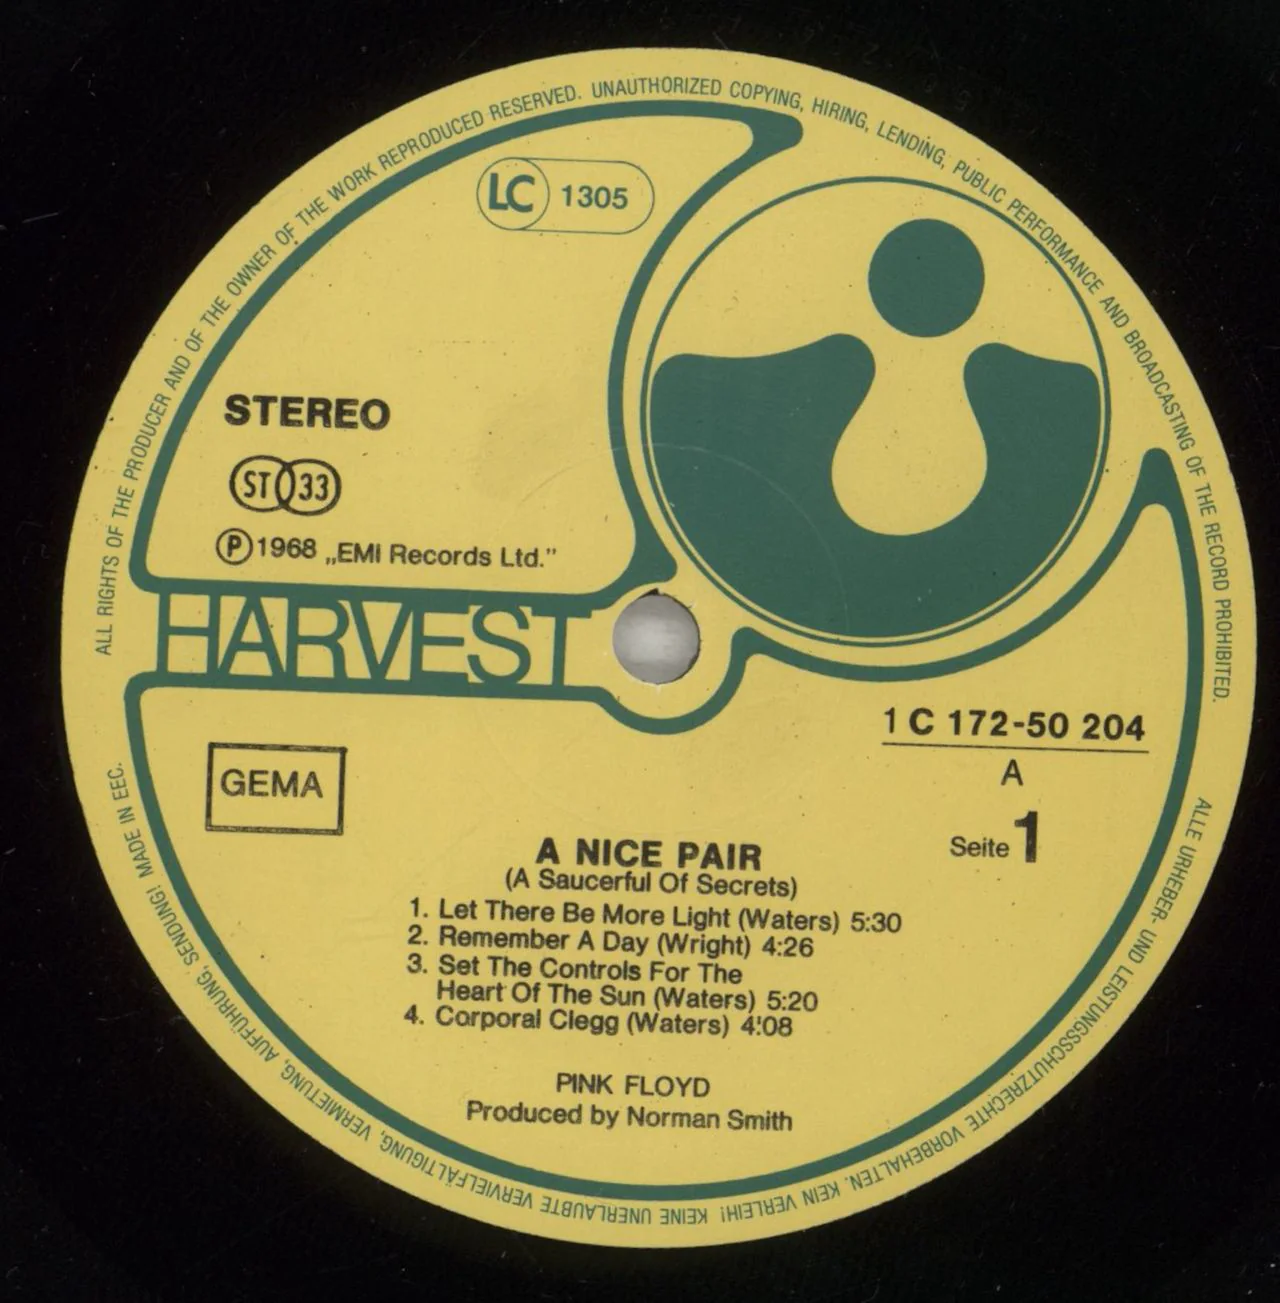 ALL RIGHTS OF THE PRODUCER AND OF THE OWNER OF THE WORK REPRODUCED RESERVED. UNAUTHORIZED COPYING, HIRING, LENDING, PUBLIC PERFORMANCE AND BROADCASTING OF THE RECORD PROHIBITED.
LC 1305
STEREO
ST 33
Ⓟ 1968 „EMI Records Ltd.”
HARVEST
1 C 172-50 204
A
GEMA
Seite 1
A NICE PAIR
(A Saucerful Of Secrets)
1. Let There Be More Light (Waters) 5:30
2. Remember A Day (Wright) 4:26
3. Set The Controls For The
Heart Of The Sun (Waters) 5:20
4. Corporal Clegg (Waters) 4:08
PINK FLOYD
Produced by Norman Smith
ALLE URHEBER- UND LEISTUNGSSCHUTZRECHTE VORBEHALTEN. KEIN VERLEIH! KEINE UNERLAUBTE VERVIELFÄLTIGUNG, VERMIETUNG, AUFFÜHRUNG, SENDUNG! MADE IN EEC.